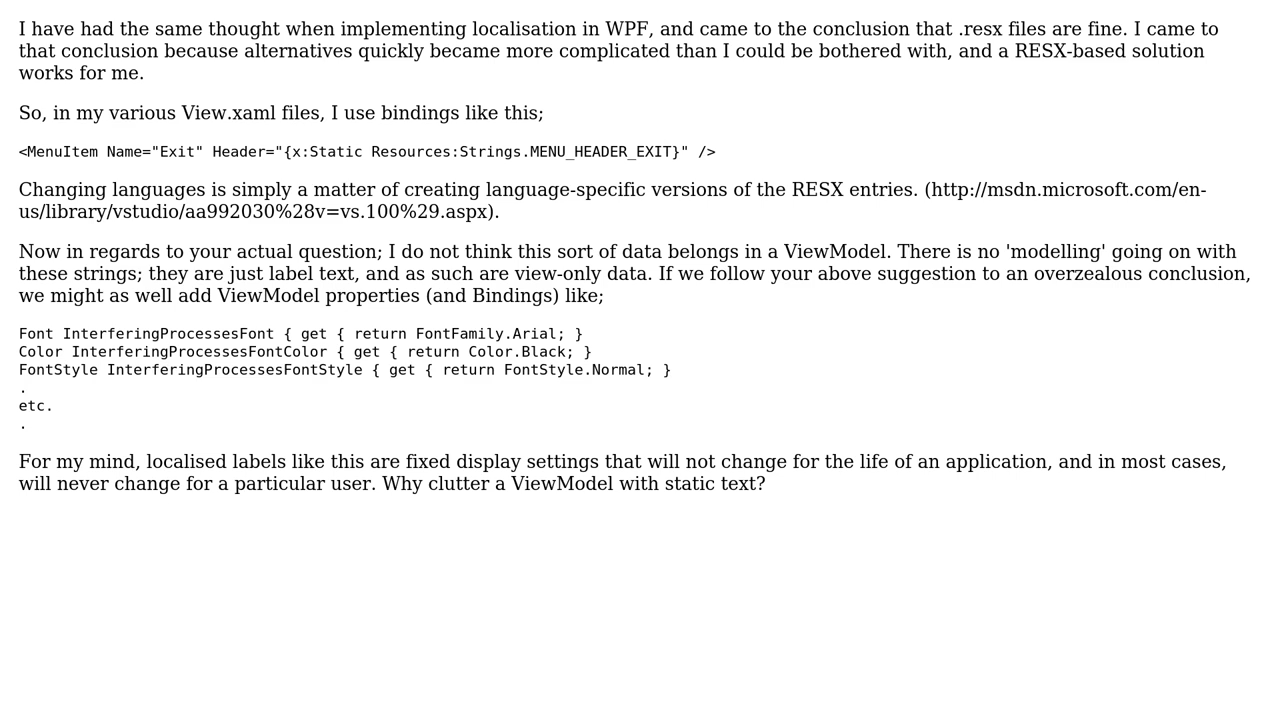 I have had the same thought when implementing localisation in WPF, and came to the conclusion that .resx files are fine. I came to
that conclusion because alternatives quickly became more complicated than I could be bothered with, and a RESX-based solution
works for me.
So, in my various View.xaml files, I use bindings like this;
<MenuItem Name="Exit" Header="{x:Static Resources:Strings.MENU_HEADER_EXIT}" />
Changing languages is simply a matter of creating language-specific versions of the RESX entries. (http://msdn.microsoft.com/en-
us/library/vstudio/aa992030%28v=vs.100%29.aspx).
Now in regards to your actual question; I do not think this sort of data belongs in a ViewModel. There is no 'modelling' going on with
these strings; they are just label text, and as such are view-only data. If we follow your above suggestion to an overzealous conclusion,
we might as well add ViewModel properties (and Bindings) like;
Font InterferingProcessesFont { get { return FontFamily.Arial; }
Color InterferingProcessesFontColor { get { return Color.Black; }
FontStyle InterferingProcessesFontStyle { get { return FontStyle.Normal; }
.
etc.
.
For my mind, localised labels like this are fixed display settings that will not change for the life of an application, and in most cases,
will never change for a particular user. Why clutter a ViewModel with static text?